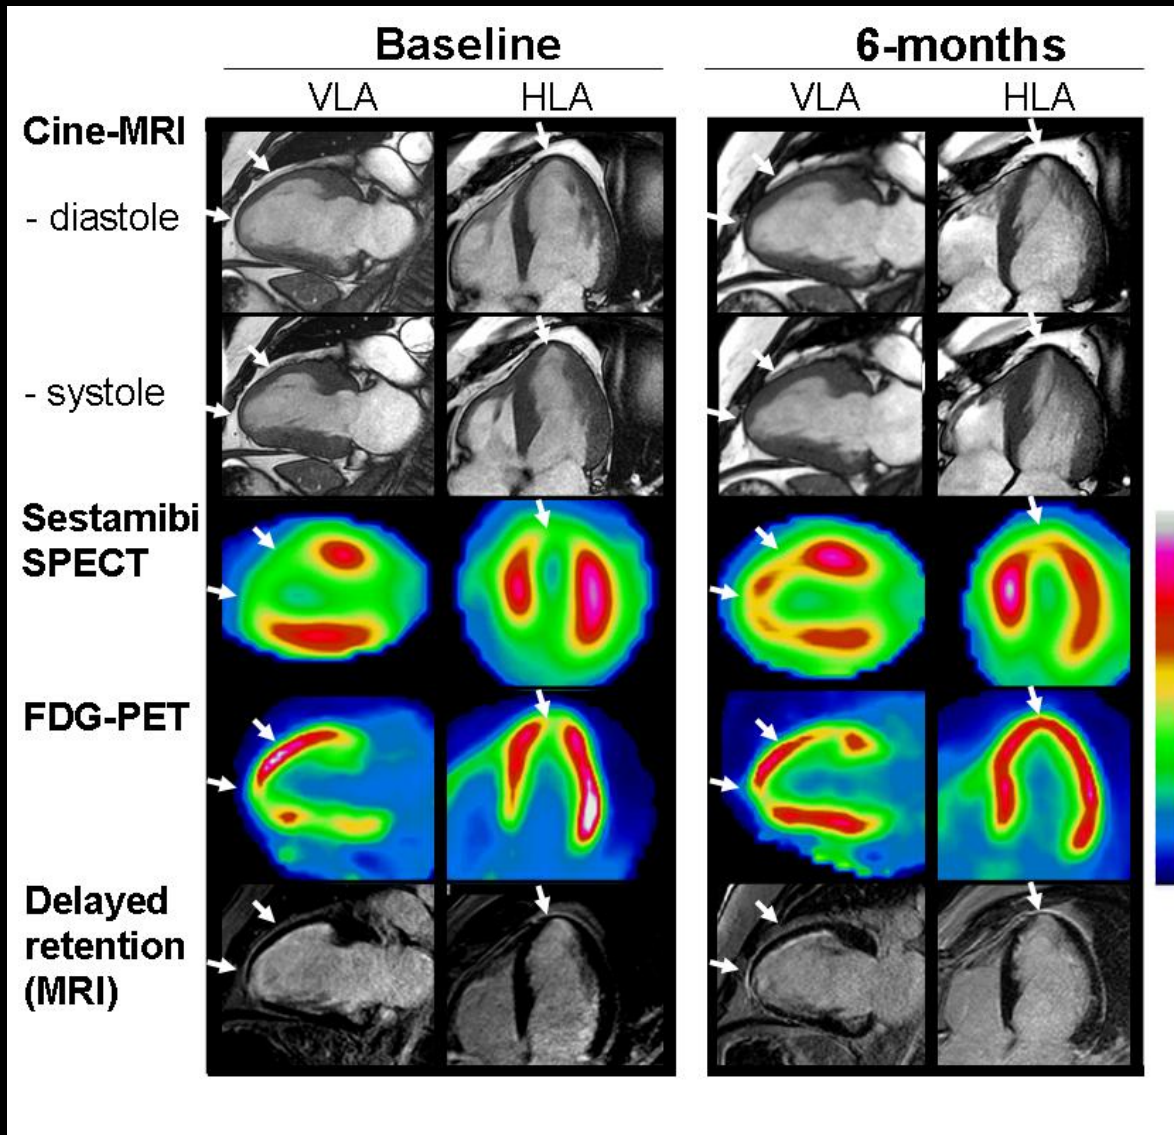 Baseline
6-months
VLA
HLA
VLA
HLA
Cine-MRI
- diastole
- systole
Sestamibi
SPECT
FDG-PET
Delayed
retention
(MRI)